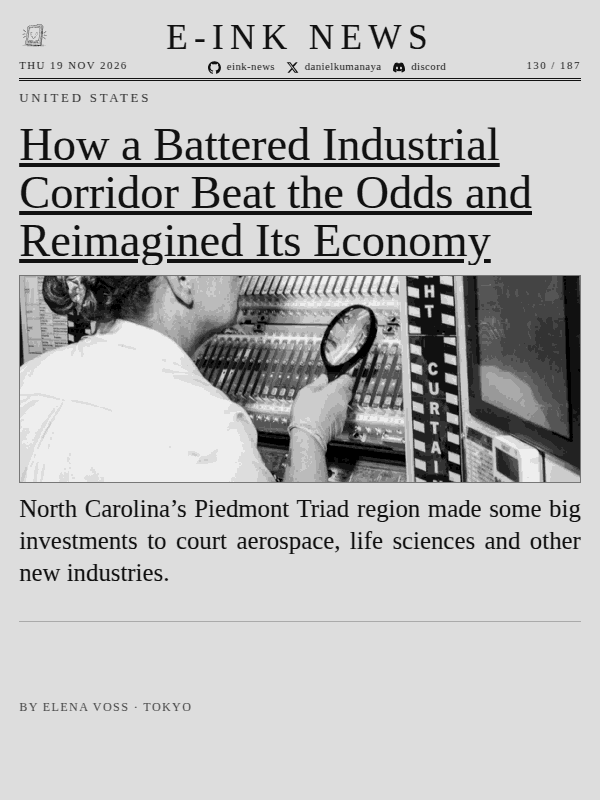 E-INK NEWS
THU 19 NOV 2026
eink-news danielkumanaya discord
130 / 187
UNITED STATES
How a Battered Industrial
Corridor Beat the Odds and
Reimagined Its Economy
HT
CURTAIN
North Carolina’s Piedmont Triad region made some big
investments to court aerospace, life sciences and other
new industries.
BY ELENA VOSS · TOKYO